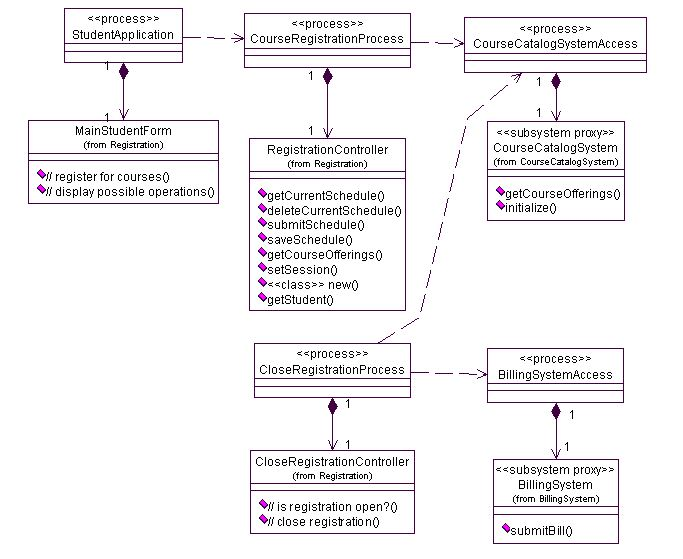 <<process>>
StudentApplication
<<process>>
CourseRegistrationProcess
<<process>>
CourseCatalogSystemAccess
1
1
1
1
1
1
MainStudentForm
(from Registration)
// register for courses()
// display possible operations()
RegistrationController
(from Registration)
getCurrentSchedule()
deleteCurrentSchedule()
submitSchedule()
saveSchedule()
getCourseOfferings()
setSession()
<<class>> new()
getStudent()
<<subsystem proxy>>
CourseCatalogSystem
(from CourseCatalogSystem)
getCourseOfferings()
initialize()
<<process>>
CloseRegistrationProcess
<<process>>
BillingSystemAccess
1
1
1
1
CloseRegistrationController
(from Registration)
// is registration open?()
// close registration()
<<subsystem proxy>>
BillingSystem
(from BillingSystem)
submitBill()